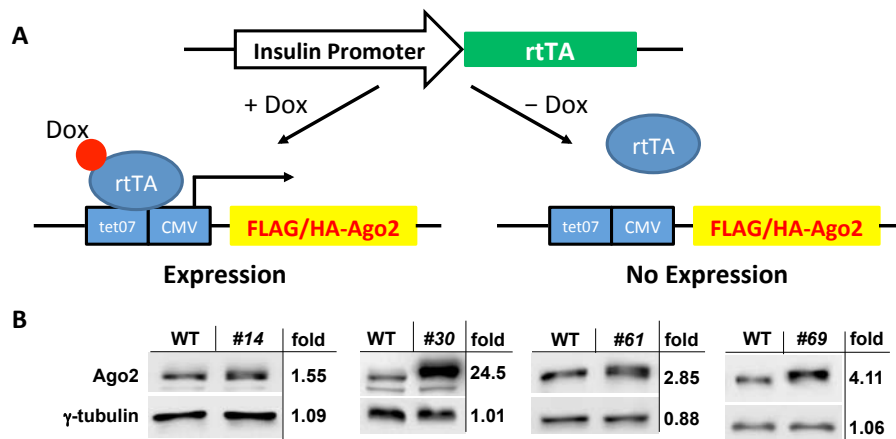 A
Insulin Promoter rtTA
+ Dox – Dox
Dox
rtTA
rtTA
tet07 CMV FLAG/HA-Ago2
tet07 CMV FLAG/HA-Ago2
Expression No Expression
B
WT #14 fold WT #30 fold WT #61 fold WT #69 fold
Ago2 1.55 24.5 2.85 4.11
γ-tubulin 1.09 1.01 0.88 1.06